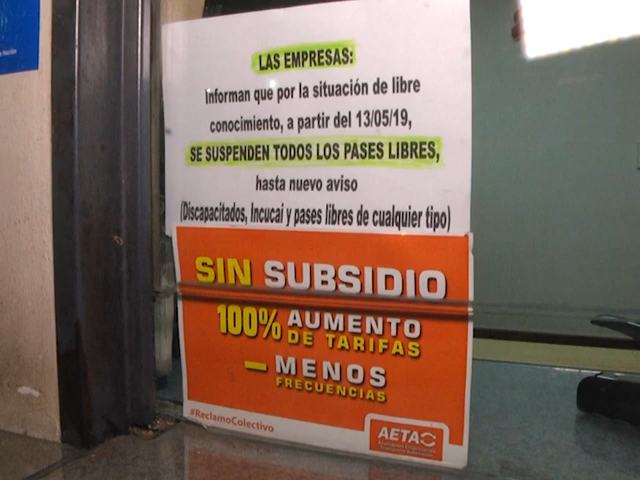 LAS EMPRESAS:
Informan que por la situación de libre
conocimiento, a partir del 13/05/19,
SE SUSPENDEN TODOS LOS PASES LIBRES,
hasta nuevo aviso
(Discapacitados, Incucai y pases libres de cualquier tipo)
SIN SUBSIDIO
100% AUMENTO
DE TARIFAS
MENOS
FRECUENCIAS
#ReclamoColectivo
AETA